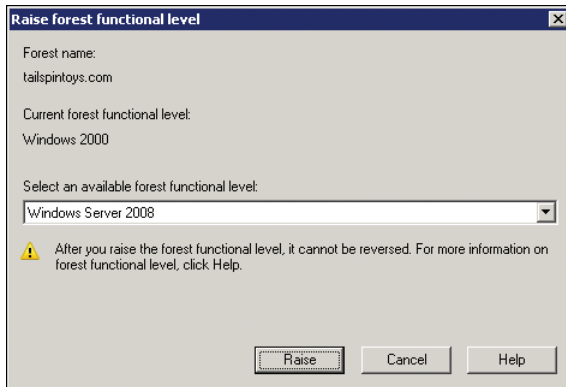 Raise forest functional level
Forest name:
tailspintoys.com
Current forest functional level:
Windows 2000
Select an available forest functional level:
Windows Server 2008
After you raise the forest functional level, it cannot be reversed. For more information on
forest functional level, click Help.
Raise Cancel Help